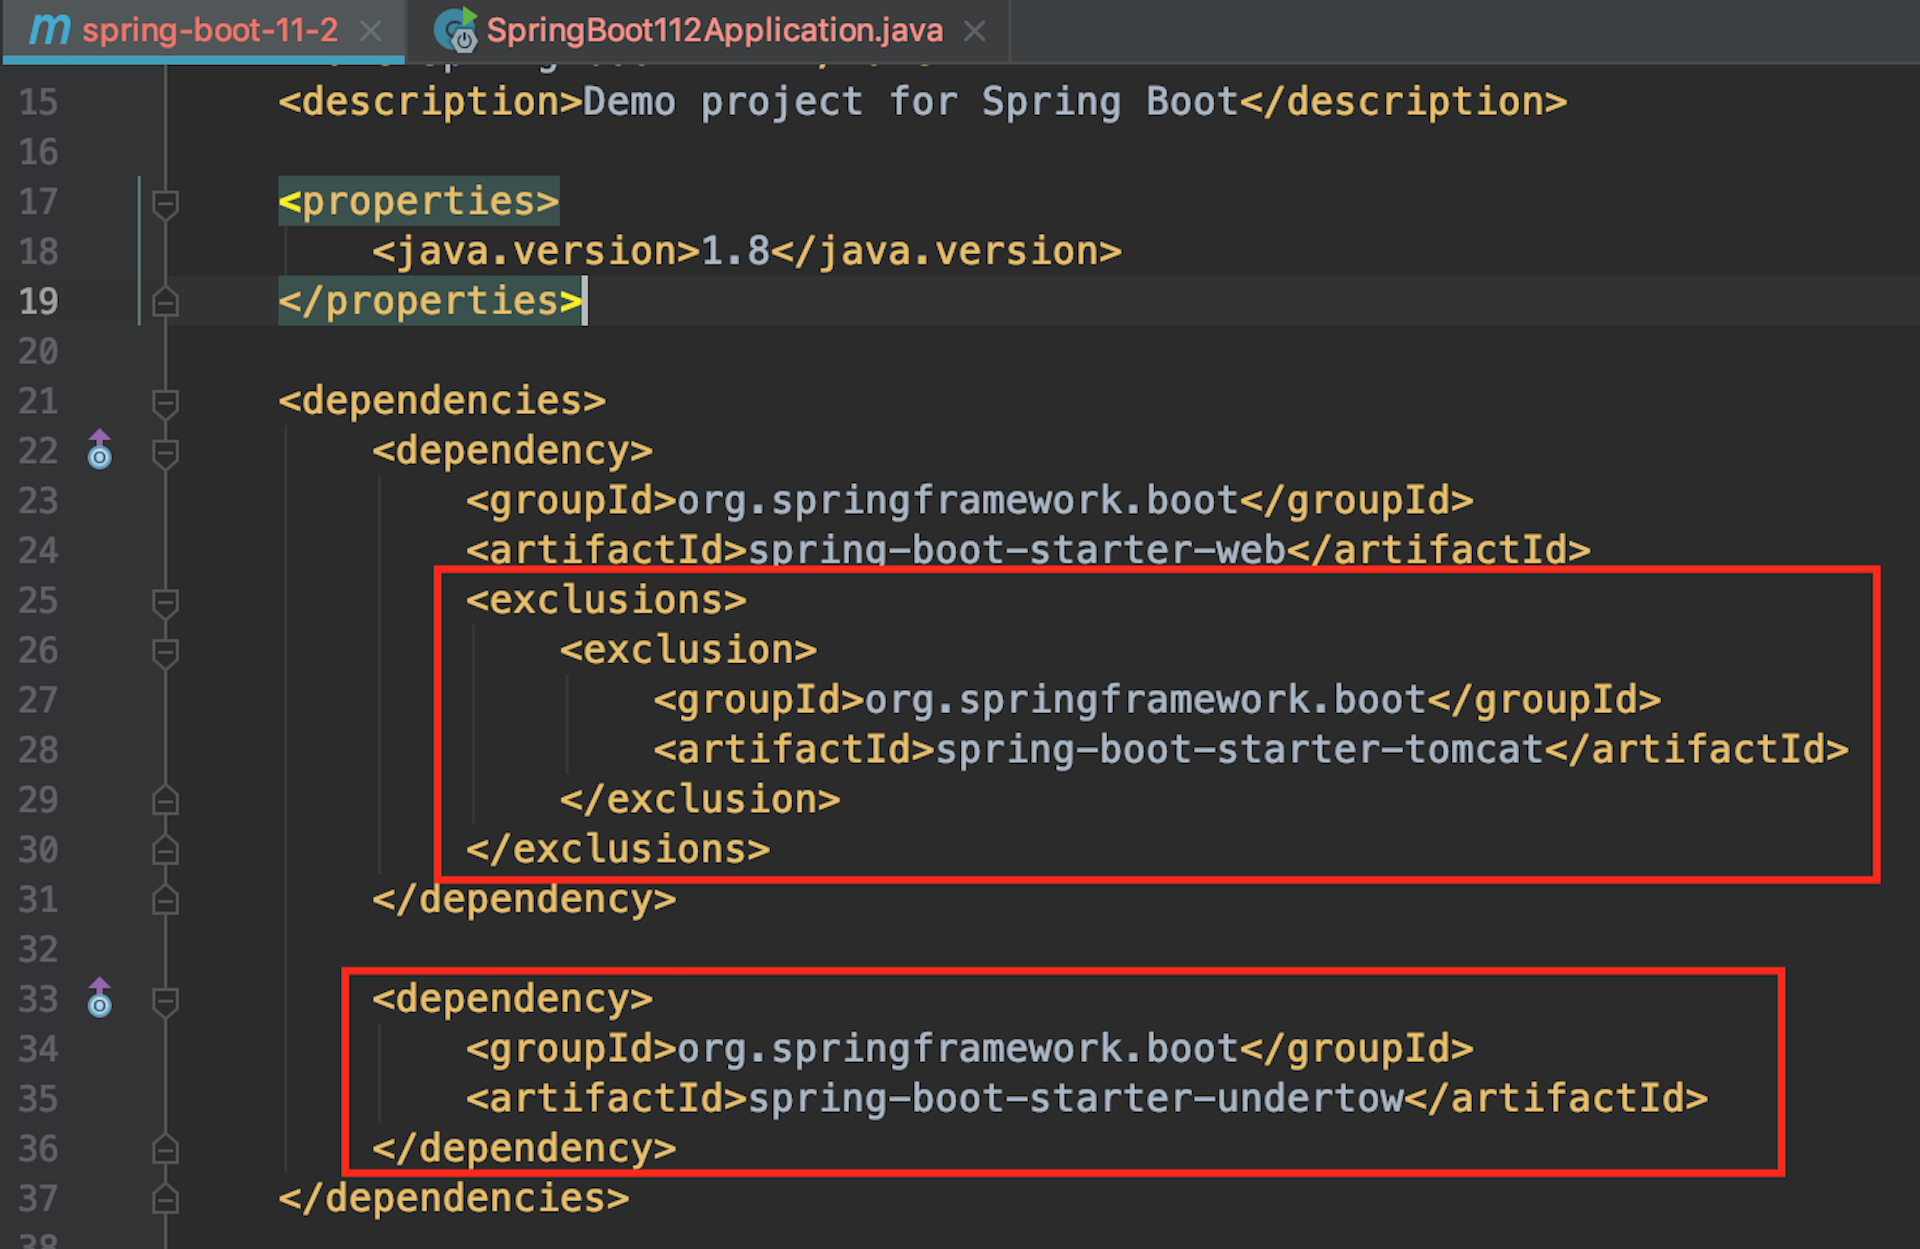 m spring-boot-11-2
SpringBoot112Application.java
15 <description>Demo project for Spring Boot</description>
16
17 <properties>
18 <java.version>1.8</java.version>
19 </properties>
20
21 <dependencies>
22 <dependency>
23 <groupId>org.springframework.boot</groupId>
24 <artifactId>spring-boot-starter-web</artifactId>
25 <exclusions>
26 <exclusion>
27 <groupId>org.springframework.boot</groupId>
28 <artifactId>spring-boot-starter-tomcat</artifactId>
29 </exclusion>
30 </exclusions>
31 </dependency>
32
33 <dependency>
34 <groupId>org.springframework.boot</groupId>
35 <artifactId>spring-boot-starter-undertow</artifactId>
36 </dependency>
37 </dependencies>
38